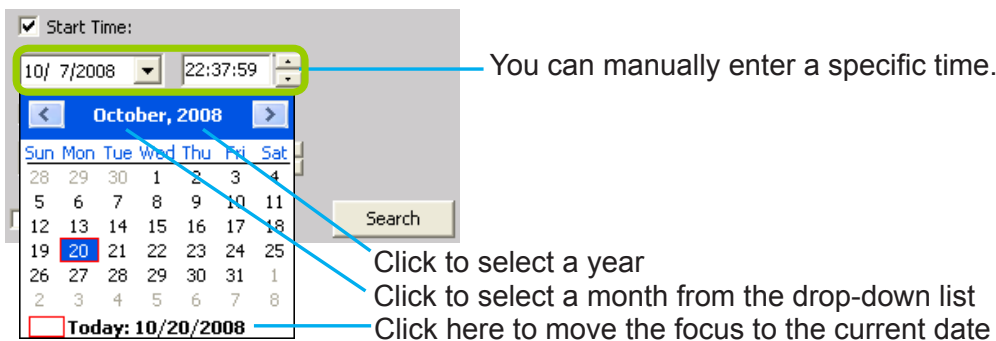 Start Time:
10/ 7/2008 22:37:59
You can manually enter a specific time.
October, 2008
Sun Mon Tue Wed Thu Fri Sat
28 29 30 1 2 3 4
5 6 7 8 9 10 11
12 13 14 15 16 17 18
Search
19 20 21 22 23 24 25
Click to select a year
26 27 28 29 30 31 1
Click to select a month from the drop-down list
2 3 4 5 6 7 8
Today: 10/20/2008
Click here to move the focus to the current date